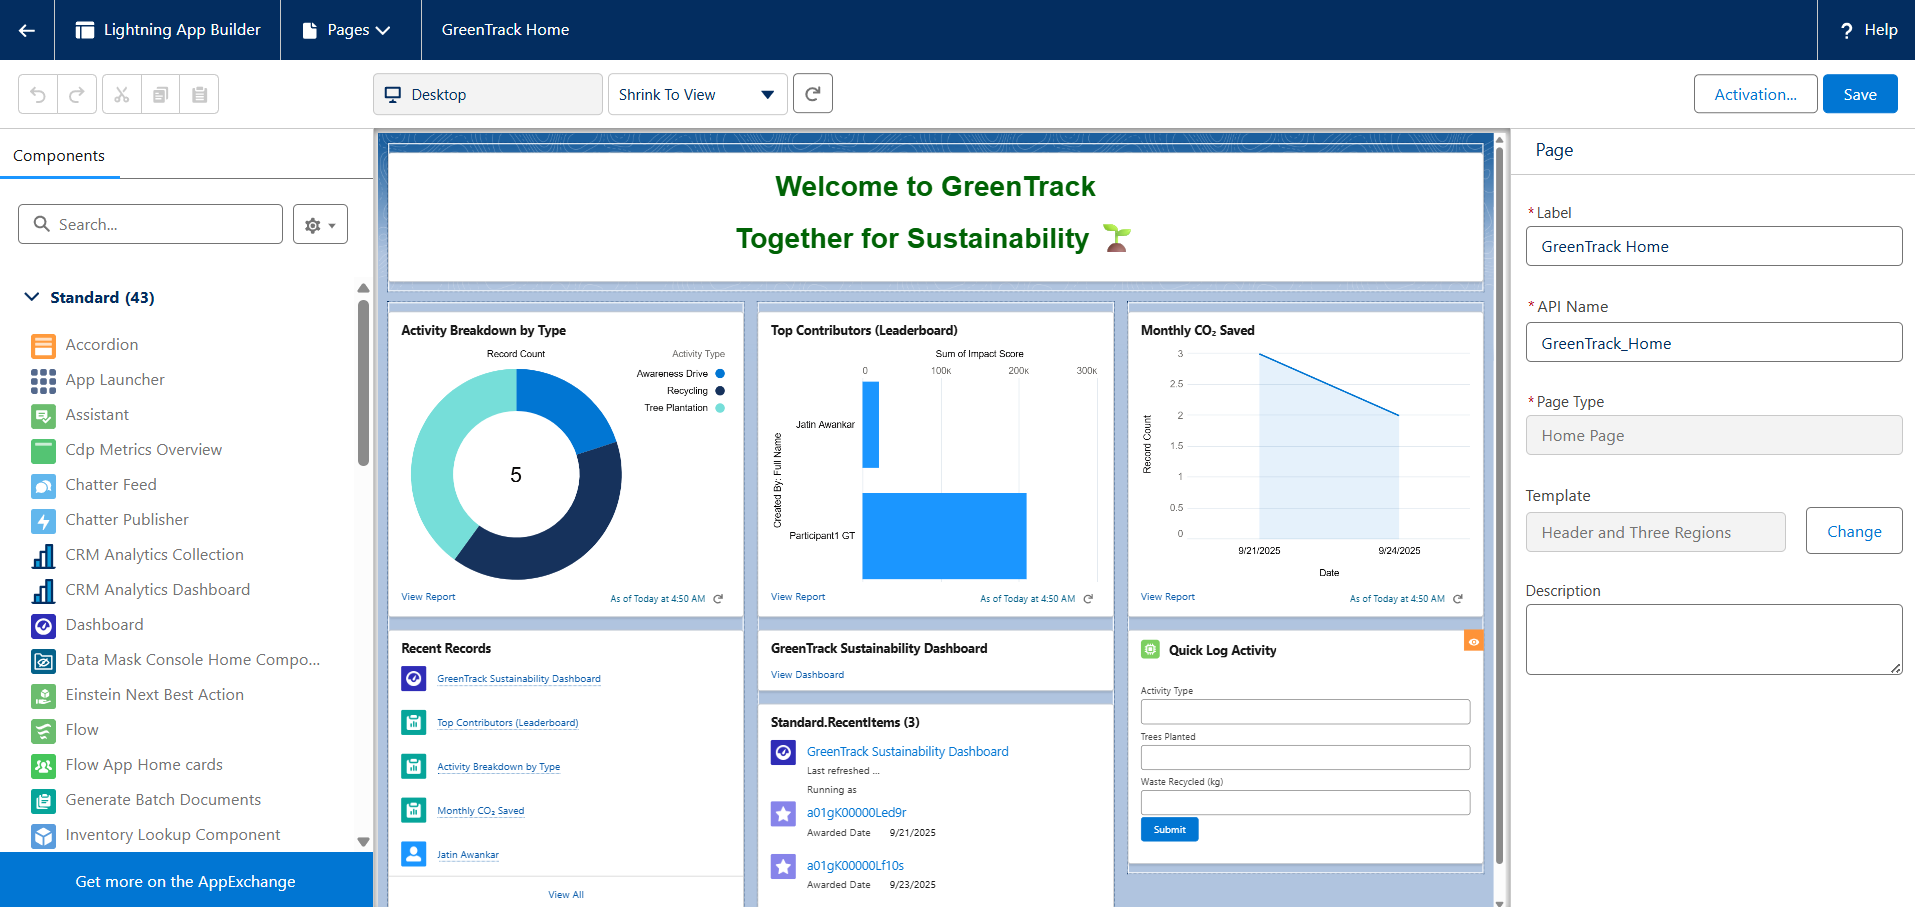 Lightning App Builder
Pages
GreenTrack Home
? Help
Desktop
Shrink To View
Activation...
Save
Components
Search...
Standard (43)
Accordion
App Launcher
Assistant
Cdp Metrics Overview
Chatter Feed
Chatter Publisher
CRM Analytics Collection
CRM Analytics Dashboard
Dashboard
Data Mask Console Home Compo...
Einstein Next Best Action
Flow
Flow App Home cards
Generate Batch Documents
Inventory Lookup Component
Get more on the AppExchange
Welcome to GreenTrack
Together for Sustainability 🌱
Activity Breakdown by Type
Record Count
Activity Type
Awareness Drive
Recycling
Tree Plantation
5
View Report
As of Today at 4:50 AM
Top Contributors (Leaderboard)
Sum of Impact Score
0 100K 200K 300K
Created By: Full Name
Jatin Awankar
Participant1 GT
View Report
As of Today at 4:50 AM
Monthly CO₂ Saved
Record Count
3
2.5
2
1.5
1
0.5
0
9/21/2025 9/24/2025
Date
View Report
As of Today at 4:50 AM
Recent Records
GreenTrack Sustainability Dashboard
Top Contributors (Leaderboard)
Activity Breakdown by Type
Monthly CO₂ Saved
Jatin Awankar
View All
GreenTrack Sustainability Dashboard
View Dashboard
Standard.RecentItems (3)
GreenTrack Sustainability Dashboard
Last refreshed ...
Running as
a01gK00000Led9r
Awarded Date 9/21/2025
a01gK00000Lf10s
Awarded Date 9/23/2025
Quick Log Activity
Activity Type
Trees Planted
Waste Recycled (kg)
Submit
Page
*Label
GreenTrack Home
*API Name
GreenTrack_Home
*Page Type
Home Page
Template
Header and Three Regions
Change
Description